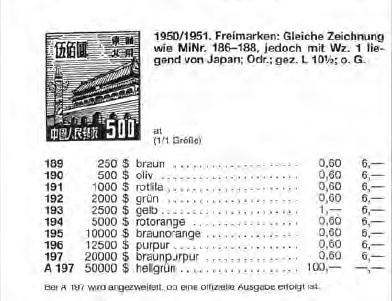 1950/1951. Freimarken: Gleiche Zeichnung
wie MiNr. 186–188, jedoch mit Wz. 1 lie-
gend von Japan; Odr.; gez. L 10½; o. G.
伍佰圓
500
中國人民郵政
at
(1/1 Größe)
189 250 $ braun .................... 0,60 6,—
190 500 $ oliv .................... 0,60 6,—
191 1000 $ rotlila .................... 0,60 6,—
192 2000 $ grün .................... 0,60 6,—
193 2500 $ gelb .................... 1,— 6,—
194 5000 $ rotorange .................... 0,60 6,—
195 10000 $ braunorange .................... 0,60 6,—
196 12500 $ purpur .................... 0,60 6,—
197 20000 $ braunpurpur .................... 0,60 6,—
A 197 50000 $ hellgrün .................... 100,— —,—
Bei A 197 wird angezweifelt, ob eine offizielle Ausgabe erfolgt ist.